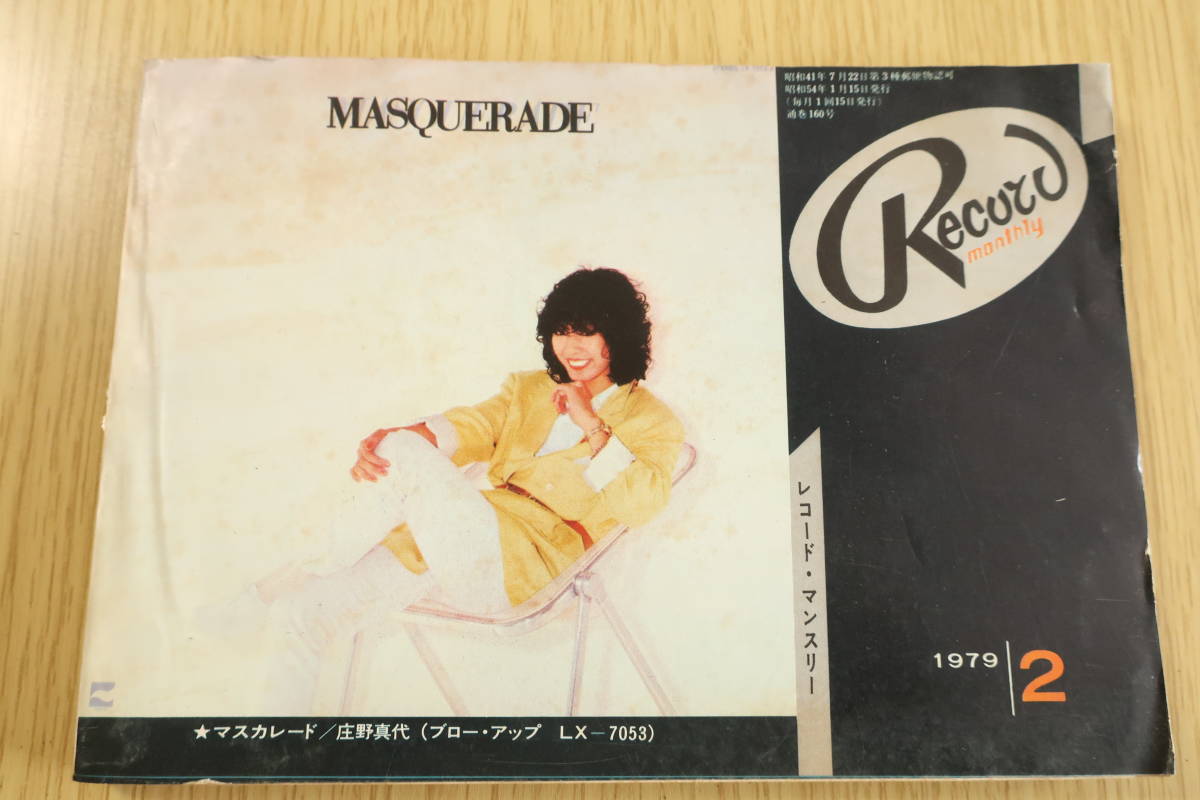 MASQUERADE
昭和41年7月22日第3種郵便物認可
昭和54年1月15日発行
(毎月1回15日発行)
通巻160号
Record
monthly
レコード・マンスリー
1979
2
★マスカレード/庄野真代(ブロー・アップ LX-7053)